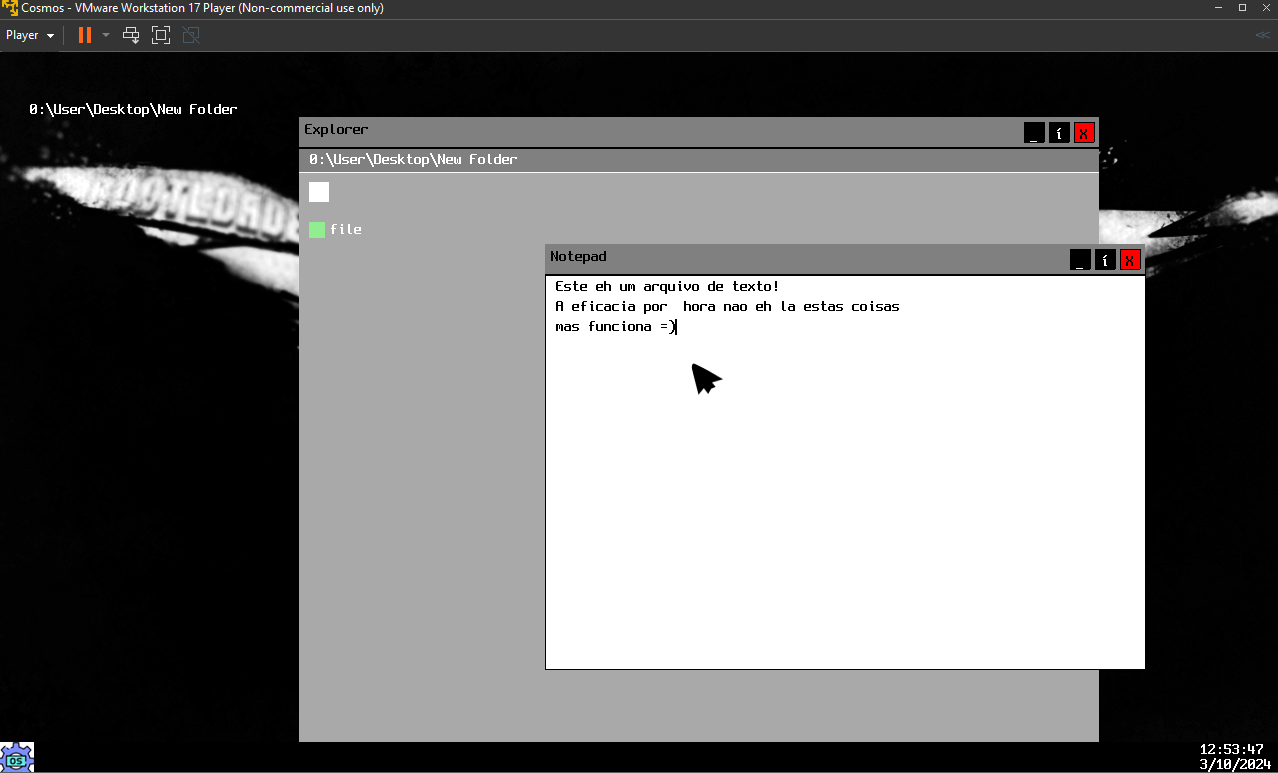 Cosmos - VMware Workstation 17 Player (Non-commercial use only)
Player
0:\User\Desktop\New Folder
Explorer
_ í X
0:\User\Desktop\New Folder
file
Notepad
_ í X
Este eh um arquivo de texto!
A eficacia por  hora nao eh la estas coisas
mas funciona =)
OS
12:53:47
3/10/2024